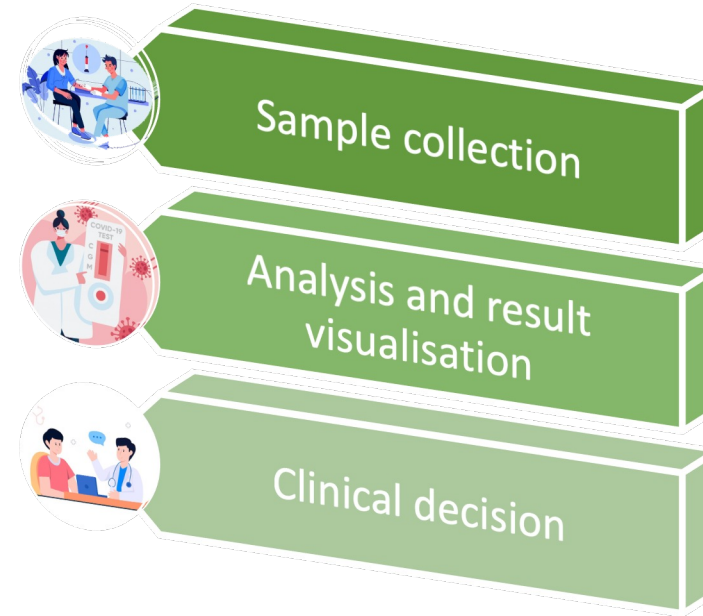 Sample collection
COVID-19
TEST
C
G
M
Analysis and result
visualisation
Clinical decision